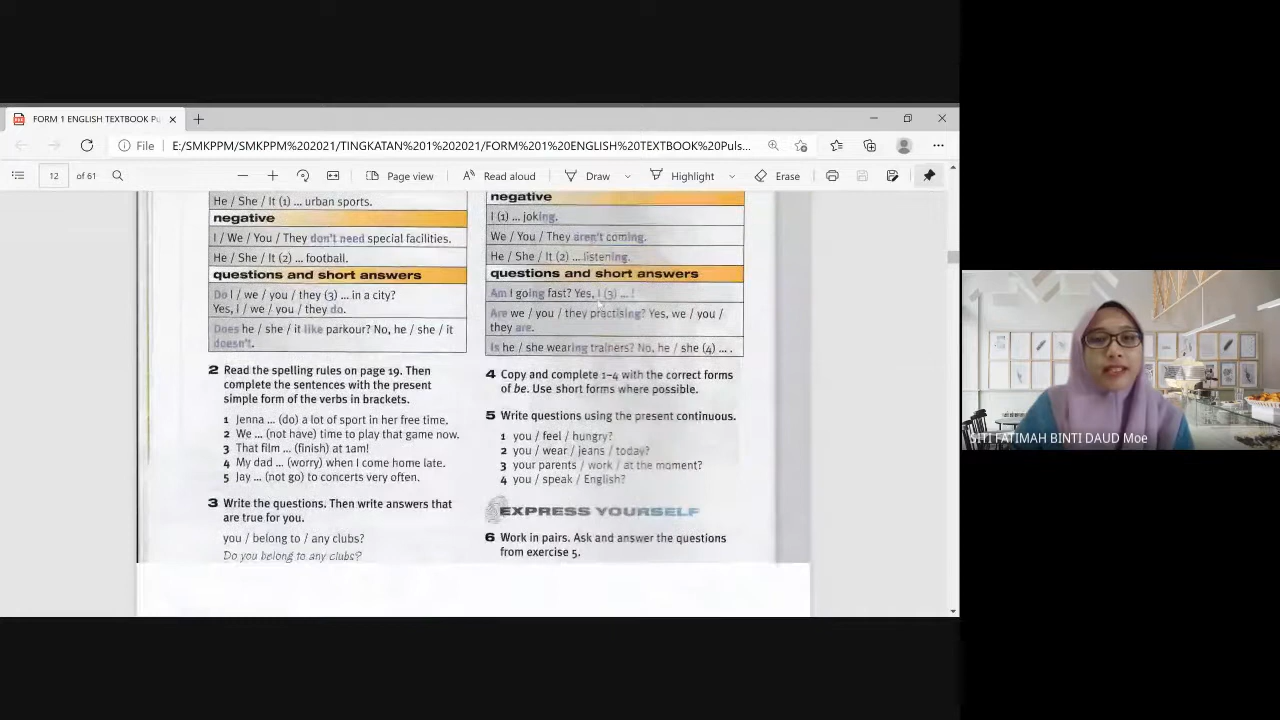 FORM 1 ENGLISH TEXTBOOK Pu
File
E:/SMKPPM/SMKPPM%202021/TINGKATAN%201%202021/FORM%201%20ENGLISH%20TEXTBOOK%20Puls...
12 of 61
Page view
Read aloud
Draw
Highlight
Erase
He / She / It (1) ... urban sports.
negative
I / We / You / They don't need special facilities.
He / She / It (2) ... football.
questions and short answers
Do I / we / you / they (3) ... in a city?
Yes, I / we / you / they do.
Does he / she / it like parkour? No, he / she / it
doesn't.
2 Read the spelling rules on page 19. Then
complete the sentences with the present
simple form of the verbs in brackets.
1 Jenna ... (do) a lot of sport in her free time.
2 We ... (not have) time to play that game now.
3 That film ... (finish) at 1am!
4 My dad ... (worry) when I come home late.
5 Jay ... (not go) to concerts very often.
3 Write the questions. Then write answers that
are true for you.
you / belong to / any clubs?
Do you belong to any clubs?
negative
I (1) ... joking.
We / You / They aren't coming.
He / She / It (2) ... listening.
questions and short answers
Am I going fast? Yes, I (3) ... !
Are we / you / they practising? Yes, we / you /
they are.
Is he / she wearing trainers? No, he / she (4) ... .
4 Copy and complete 1–4 with the correct forms
of be. Use short forms where possible.
5 Write questions using the present continuous.
1 you / feel / hungry?
2 you / wear / jeans / today?
3 your parents / work / at the moment?
4 you / speak / English?
EXPRESS YOURSELF
6 Work in pairs. Ask and answer the questions
from exercise 5.
SITI FATIMAH BINTI DAUD Moe